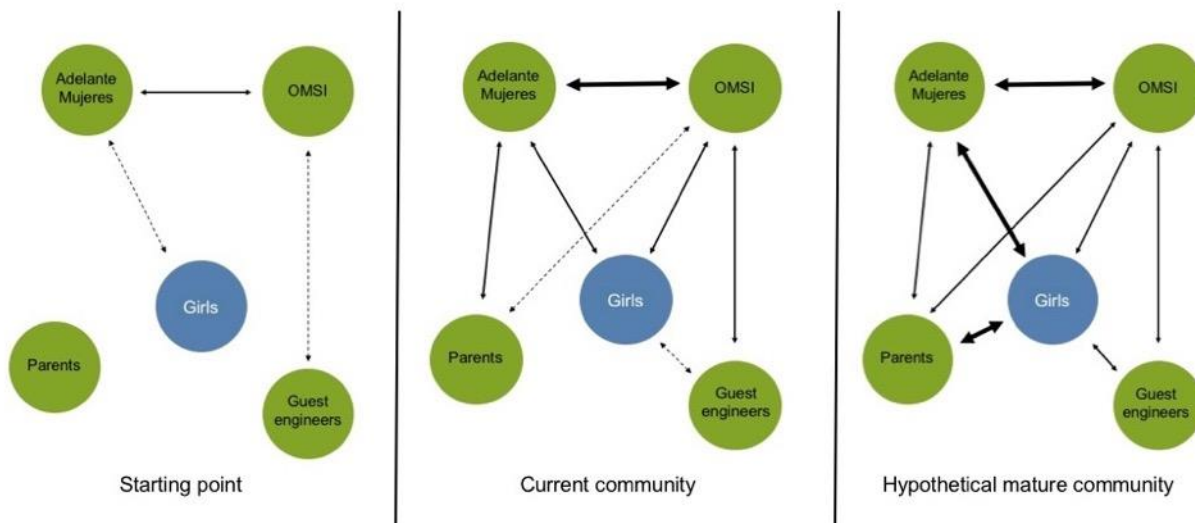 Adelante
Mujeres
OMSI
Girls
Parents
Guest
engineers
Starting point
Adelante
Mujeres
OMSI
Girls
Parents
Guest
engineers
Current community
Adelante
Mujeres
OMSI
Girls
Parents
Guest
engineers
Hypothetical mature community